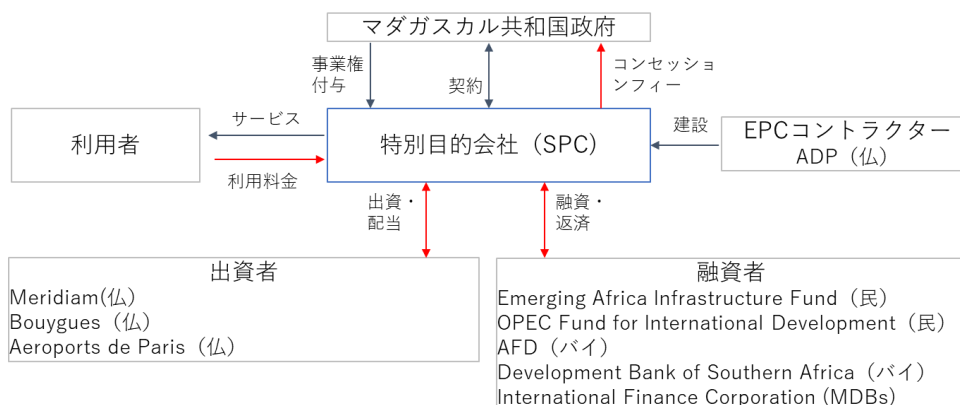 マダガスカル共和国政府
事業権
付与
契約
コンセッショ
ンフィー
利用者
サービス
利用料金
特別目的会社（SPC）
建設
EPCコントラクター
ADP（仏）
出資・
配当
融資・
返済
出資者
Meridiam(仏)
Bouygues（仏）
Aeroports de Paris（仏）
融資者
Emerging Africa Infrastructure Fund（民）
OPEC Fund for International Development（民）
AFD（バイ）
Development Bank of Southern Africa（バイ）
International Finance Corporation (MDBs)